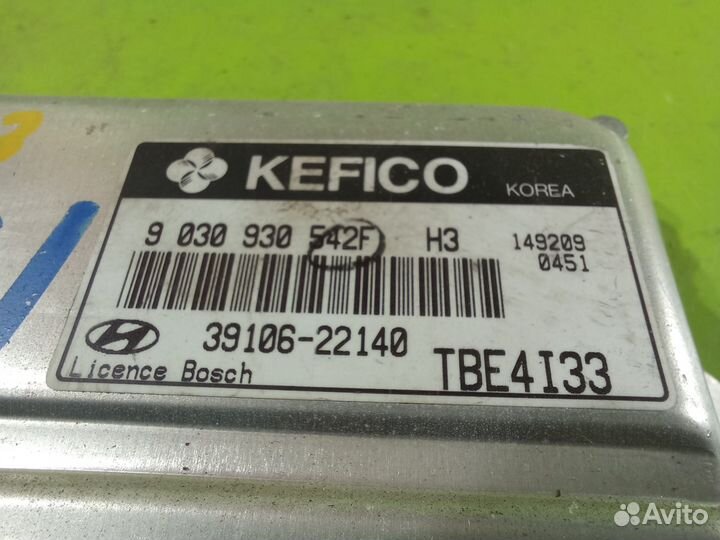 KEFICO KOREA
9 030 930 542F H3 149209
0451
39106-22140
Licence Bosch TBE4I33
Avito